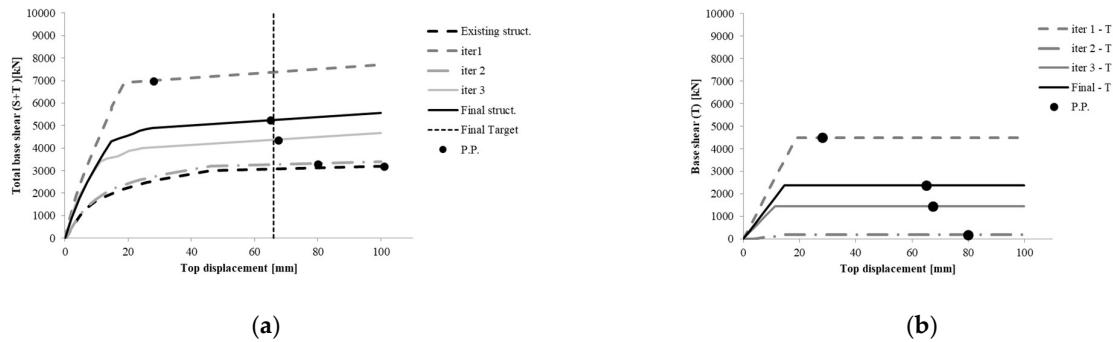 10000
9000
8000
7000
6000
5000
4000
3000
2000
1000
0
0 20 40 60 80 100
Total base shear (S+T )[kN]
Top displacement [mm]
Existing struct.
iter1
iter 2
iter 3
Final struct.
Final Target
P.P.
(a)
10000
9000
8000
7000
6000
5000
4000
3000
2000
1000
0
0 20 40 60 80 100
Base shear (T) [kN]
Top displacement [mm]
iter 1 - T
iter 2 - T
iter 3 - T
Final - T
P.P.
(b)